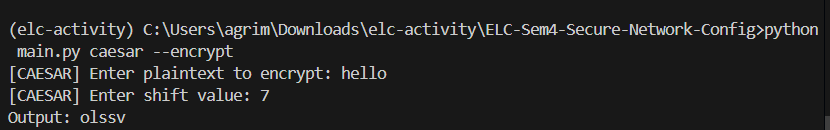 (elc-activity) C:\Users\agrim\Downloads\elc-activity\ELC-Sem4-Secure-Network-Config>python
 main.py caesar --encrypt
[CAESAR] Enter plaintext to encrypt: hello
[CAESAR] Enter shift value: 7
Output: olssv